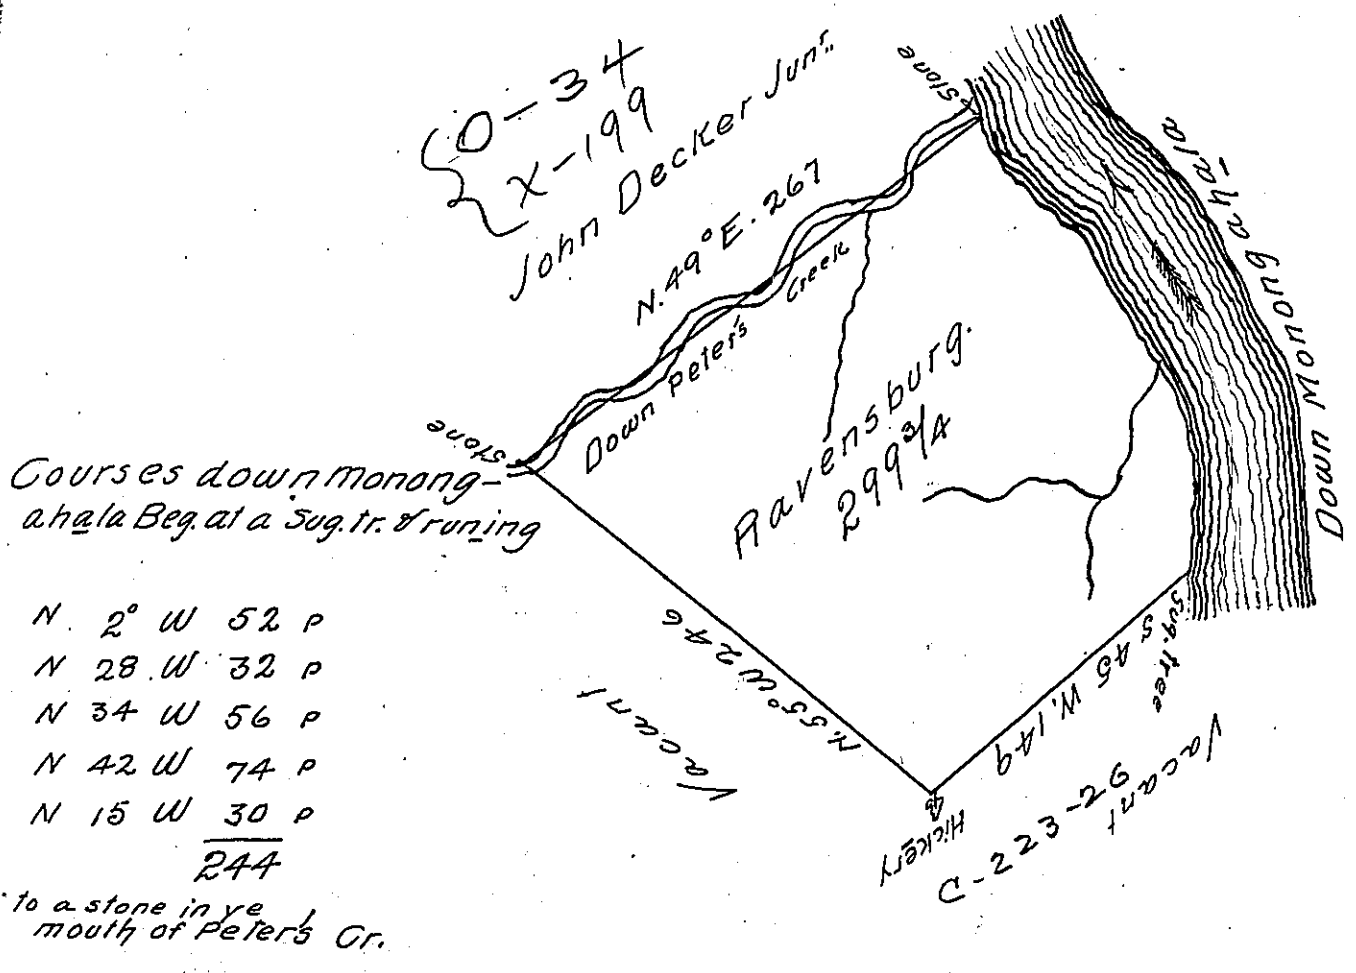 0-34
X-199
John Decker Junr.
Stone
N. 49° E. 267
Down Peter's Creek
Down Monongahala
Ravensburg.
299 3/4
Stone
Courses down Monong-
ahala Beg. at a Sug. tr. & runing
N. 2° W 52 p
N 28. W. 32 p
N 34 W 56 p
N 42 W 74 p
N 15 W 30 p
244
to a stone in ye
mouth of Peter's Cr.
N. 55° W 246
Vacant
Sug. tree
S 45 W. 149
Vacant
Hickery
C-223-26